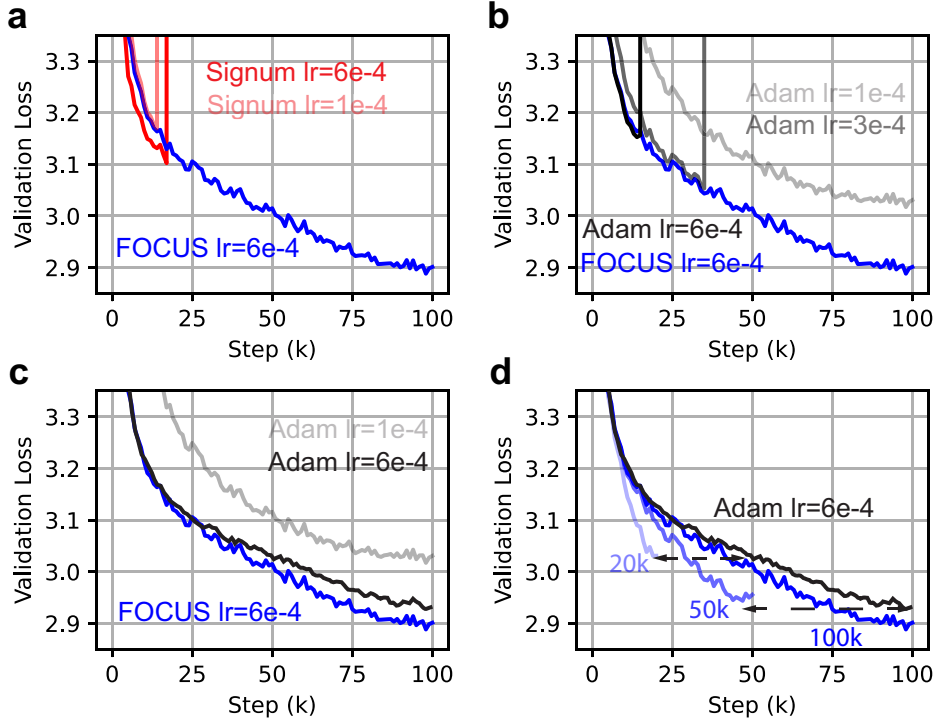 a
3.3
3.2
3.1
3.0
2.9
Validation Loss
Signum lr=6e-4
Signum lr=1e-4
FOCUS lr=6e-4
0 25 50 75 100
Step (k)
b
3.3
3.2
3.1
3.0
2.9
Validation Loss
Adam lr=1e-4
Adam lr=3e-4
Adam lr=6e-4
FOCUS lr=6e-4
0 25 50 75 100
Step (k)
c
3.3
3.2
3.1
3.0
2.9
Validation Loss
Adam lr=1e-4
Adam lr=6e-4
FOCUS lr=6e-4
0 25 50 75 100
Step (k)
d
3.3
3.2
3.1
3.0
2.9
Validation Loss
Adam lr=6e-4
20k
50k
100k
0 25 50 75 100
Step (k)